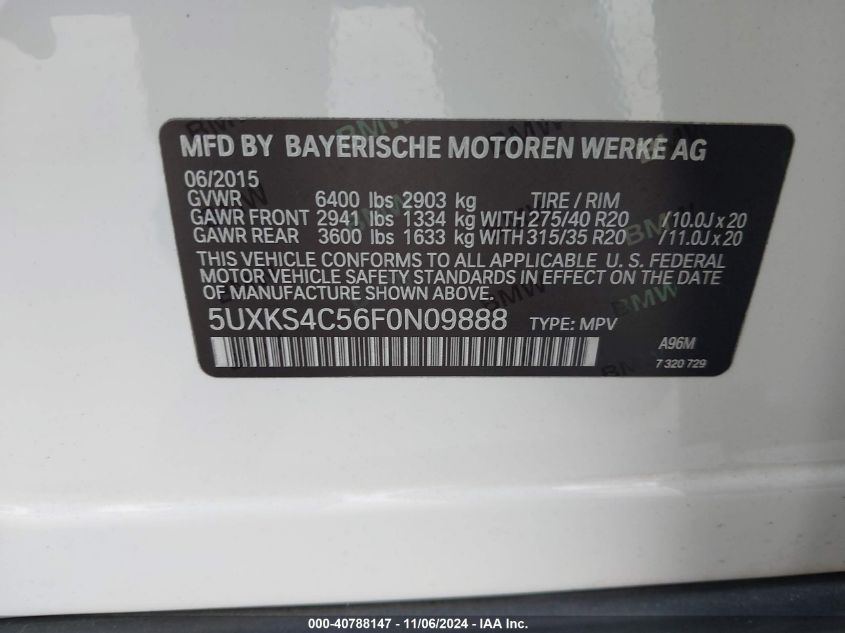 MFD BY BAYERISCHE MOTOREN WERKE AG
06/2015
GVWR 6400 lbs 2903 kg TIRE / RIM
GAWR FRONT 2941 lbs 1334 kg WITH 275/40 R20 /10.0J x 20
GAWR REAR 3600 lbs 1633 kg WITH 315/35 R20 /11.0J x 20
THIS VEHICLE CONFORMS TO ALL APPLICABLE U. S. FEDERAL
MOTOR VEHICLE SAFETY STANDARDS IN EFFECT ON THE DATE
OF MANUFACTURE SHOWN ABOVE.
5UXKS4C56F0N09888 TYPE: MPV
A96M
7 320 729
000-40788147 - 11/06/2024 - IAAI, Inc.